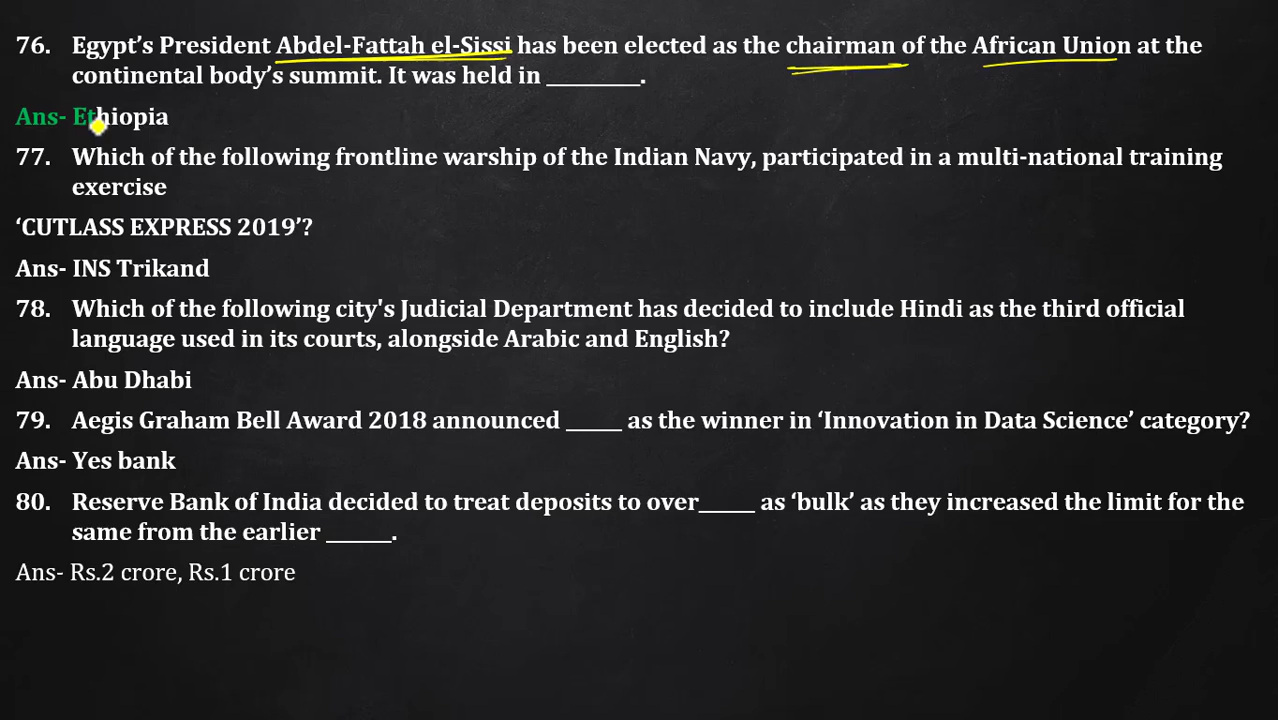 76. Egypt's President Abdel-Fattah el-Sissi has been elected as the chairman of the African Union at the
continental body's summit. It was held in _________.
Ans- Ethiopia
77. Which of the following frontline warship of the Indian Navy, participated in a multi-national training
exercise
‘CUTLASS EXPRESS 2019’?
Ans- INS Trikand
78. Which of the following city's Judicial Department has decided to include Hindi as the third official
language used in its courts, alongside Arabic and English?
Ans- Abu Dhabi
79. Aegis Graham Bell Award 2018 announced _____ as the winner in ‘Innovation in Data Science’ category?
Ans- Yes bank
80. Reserve Bank of India decided to treat deposits to over_____ as ‘bulk’ as they increased the limit for the
same from the earlier ______.
Ans- Rs.2 crore, Rs.1 crore